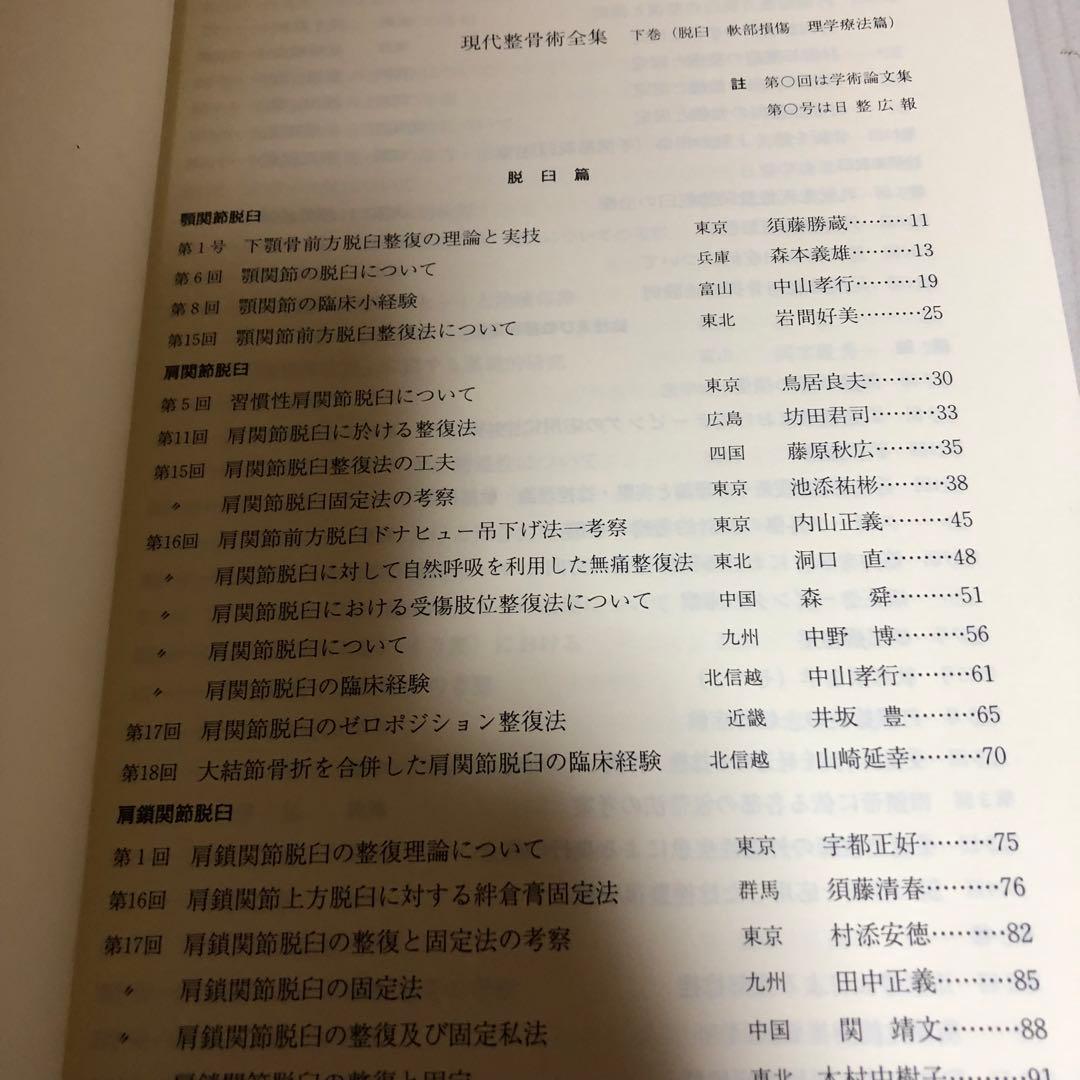 現代整骨術全集　下巻（脱臼　軟部損傷　理学療法篇）
註　第〇回は学術論文集
第〇号は日整広報
脱臼篇
顎関節脱臼
第1号　下顎骨前方脱臼整復の理論と実技　東京　須藤勝蔵………11
第6回　顎関節の脱臼について　兵庫　森本義雄………13
第8回　顎関節の臨床小経験　富山　中山孝行………19
第15回　顎関節前方脱臼整復法について　東北　岩間好美………25
肩関節脱臼
第5回　習慣性肩関節脱臼について　東京　鳥居良夫………30
第11回　肩関節脱臼に於ける整復法　広島　坊田君司………33
第15回　肩関節脱臼整復法の工夫　四国　藤原秋広………35
〃　肩関節脱臼固定法の考察　東京　池添祐彬………38
第16回　肩関節前方脱臼ドナヒュー吊下げ法一考察　東京　内山正義………45
〃　肩関節脱臼に対して自然呼吸を利用した無痛整復法　東北　洞口　直………48
〃　肩関節脱臼における受傷肢位整復法について　中国　森　舜………51
〃　肩関節脱臼について　九州　中野　博………56
〃　肩関節脱臼の臨床経験　北信越　中山孝行………61
第17回　肩関節脱臼のゼロポジション整復法　近畿　井坂　豊………65
第18回　大結節骨折を合併した肩関節脱臼の臨床経験　北信越　山崎延幸………70
肩鎖関節脱臼
第1回　肩鎖関節脱臼の整復理論について　東京　宇都正好………75
第16回　肩鎖関節上方脱臼に対する絆倉膏固定法　群馬　須藤清春………76
第17回　肩鎖関節脱臼の整復と固定法の考察　東京　村添安徳………82
〃　肩鎖関節脱臼の固定法　九州　田中正義………85
〃　肩鎖関節脱臼の整復及び固定私法　中国　関　靖文………88
肩鎖関節脱臼の整復と固定　東北　木村由樹子………91